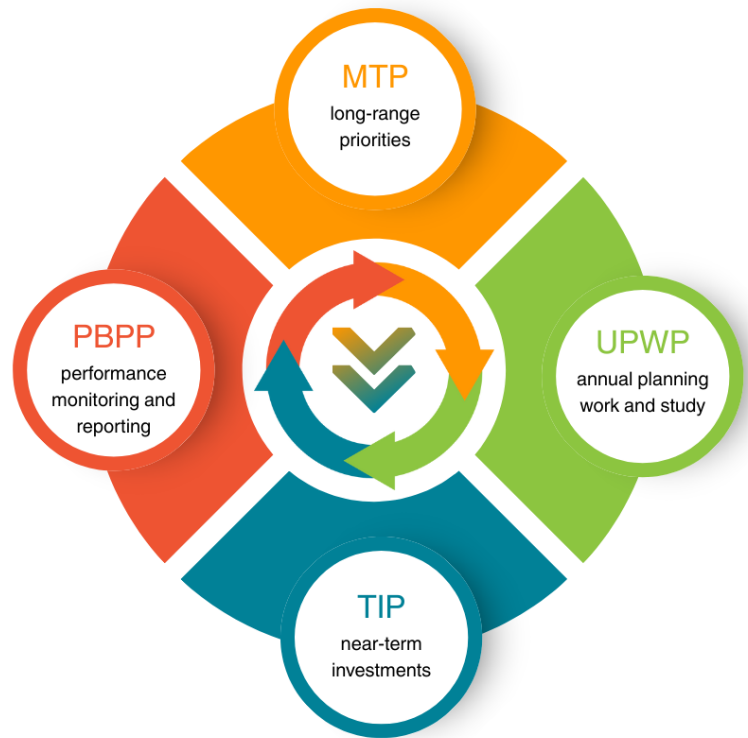 MTP
long-range
priorities
PBPP
performance
monitoring and
reporting
UPWP
annual planning
work and study
TIP
near-term
investments